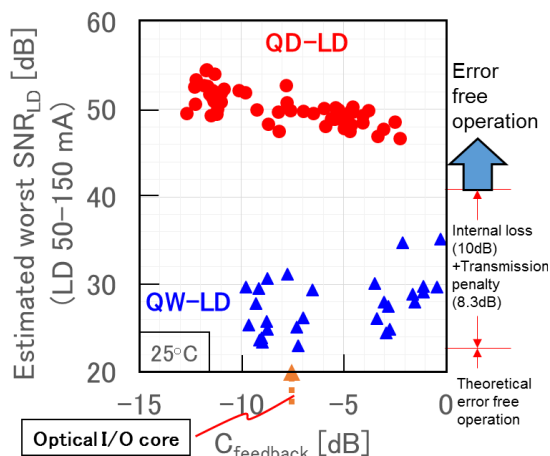 60
50
40
30
20
Estimated worst SNR_LD [dB]
(LD 50-150 mA)
QD-LD
QW-LD
25°C
-15
-10
-5
0
C_feedback [dB]
Optical I/O core
Error
free
operation
Internal loss
(10dB)
+Transmission
penalty
(8.3dB)
Theoretical
error free
operation